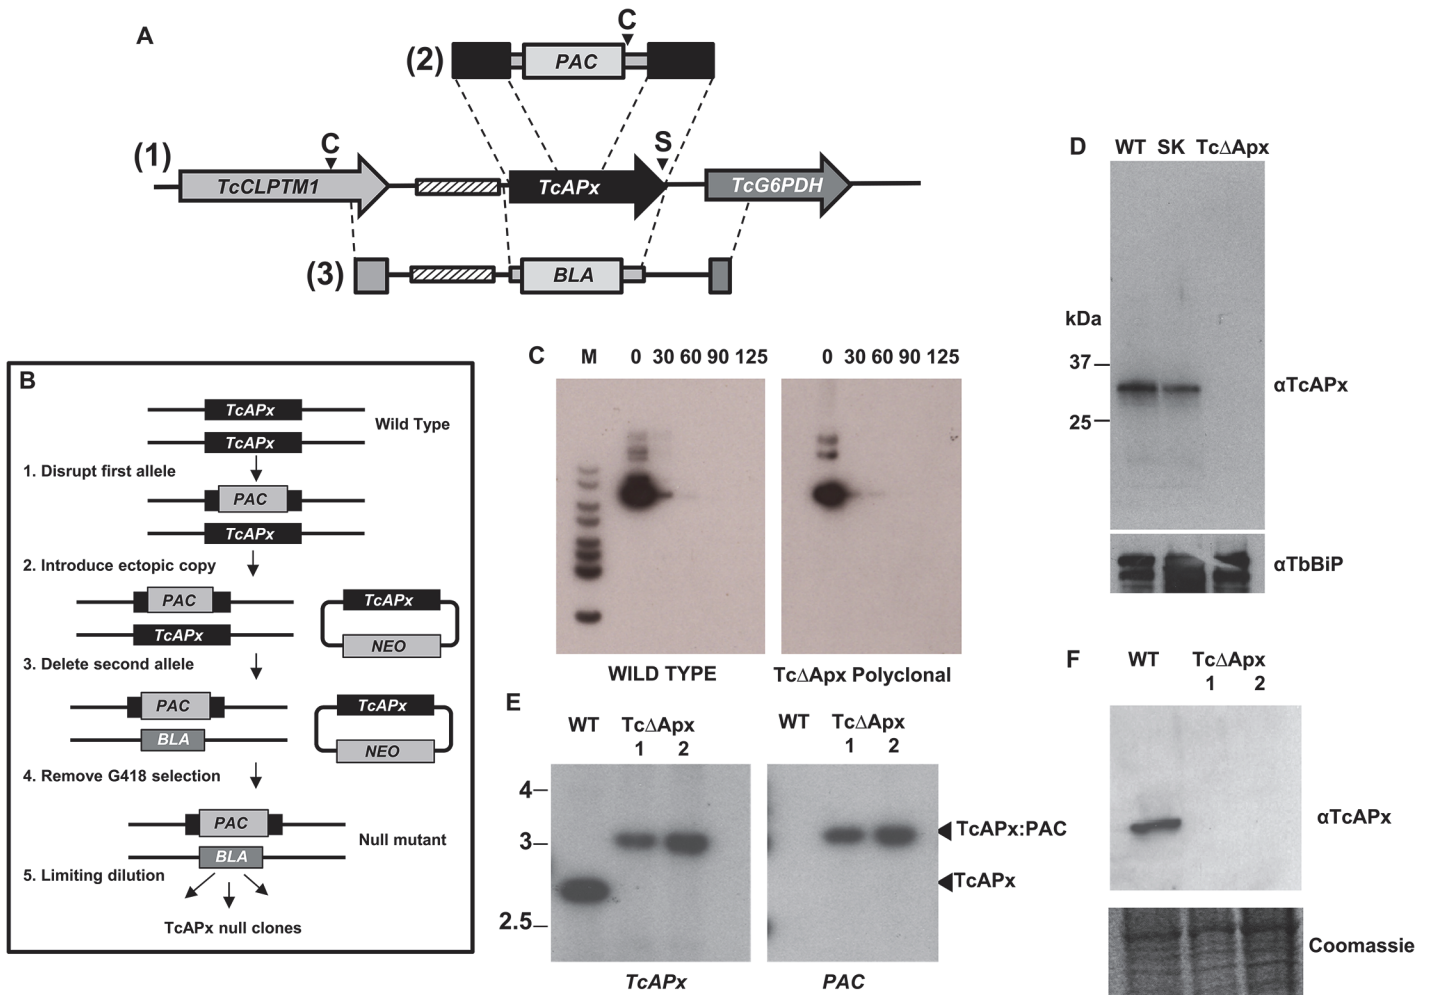 A
C
(2)
PAC
C
S
(1)
TcCLPTM1
TcAPx
TcG6PDH
(3)
BLA
B
TcAPx
Wild Type
TcAPx
1. Disrupt first allele
PAC
TcAPx
2. Introduce ectopic copy
PAC
TcAPx
TcAPx
NEO
3. Delete second allele
PAC
TcAPx
BLA
NEO
4. Remove G418 selection
PAC
Null mutant
BLA
5. Limiting dilution
TcAPx null clones
C
M 0 30 60 90 125
0 30 60 90 125
WILD TYPE
TcΔApx Polyclonal
D
WT SK TcΔApx
kDa
37
αTcAPx
25
αTbBiP
E
WT TcΔApx
1 2
WT TcΔApx
1 2
4
3
2.5
TcAPx:PAC
TcAPx
TcAPx
PAC
F
WT TcΔApx
1 2
αTcAPx
Coomassie